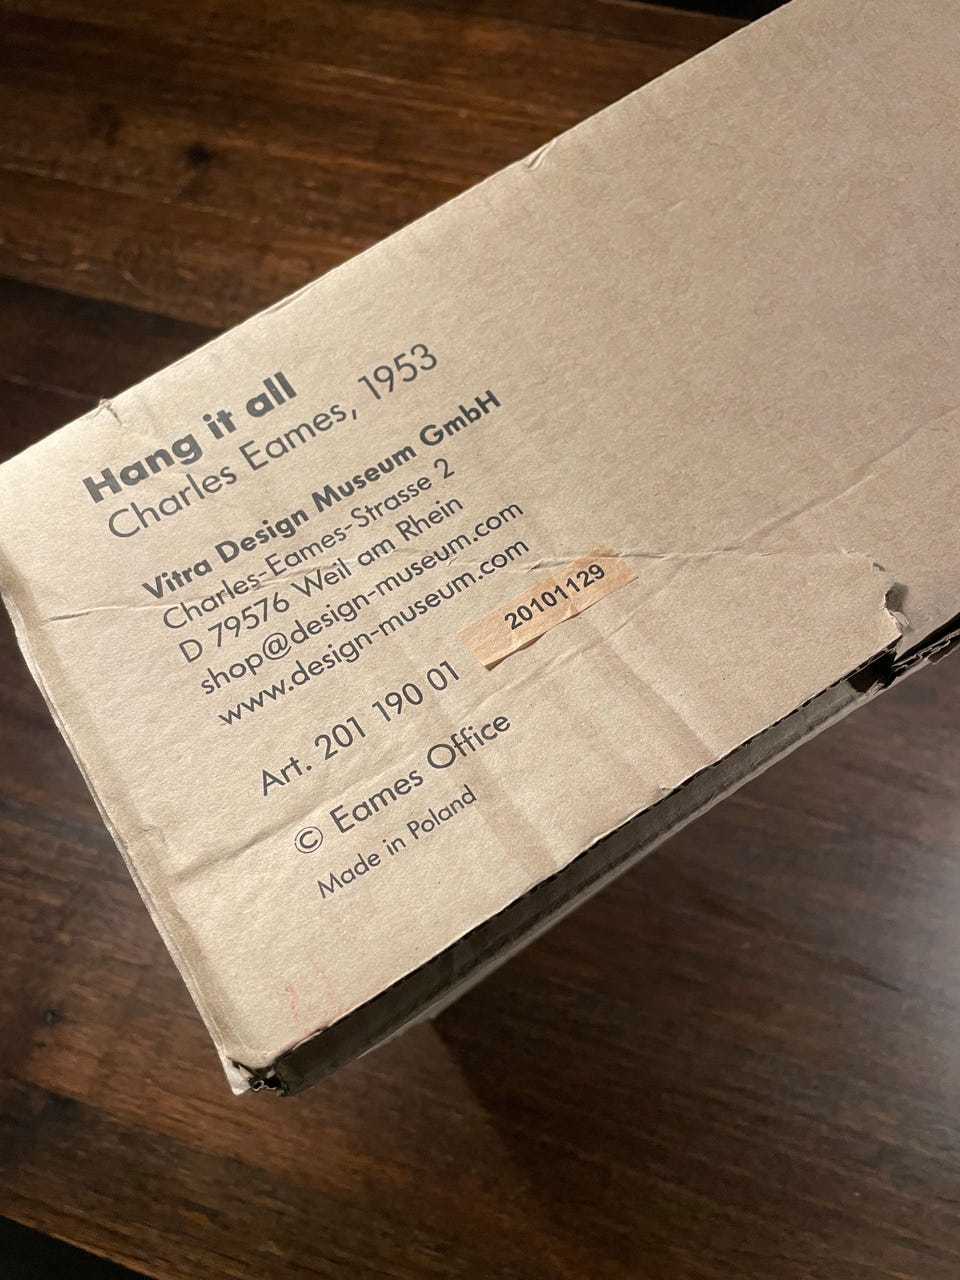 Hang it all
Charles Eames, 1953
Vitra Design Museum GmbH
Charles-Eames-Strasse 2
D 79576 Weil am Rhein
shop@design-museum.com
www.design-museum.com
20101129
Art. 201 190 01
© Eames Office
Made in Poland